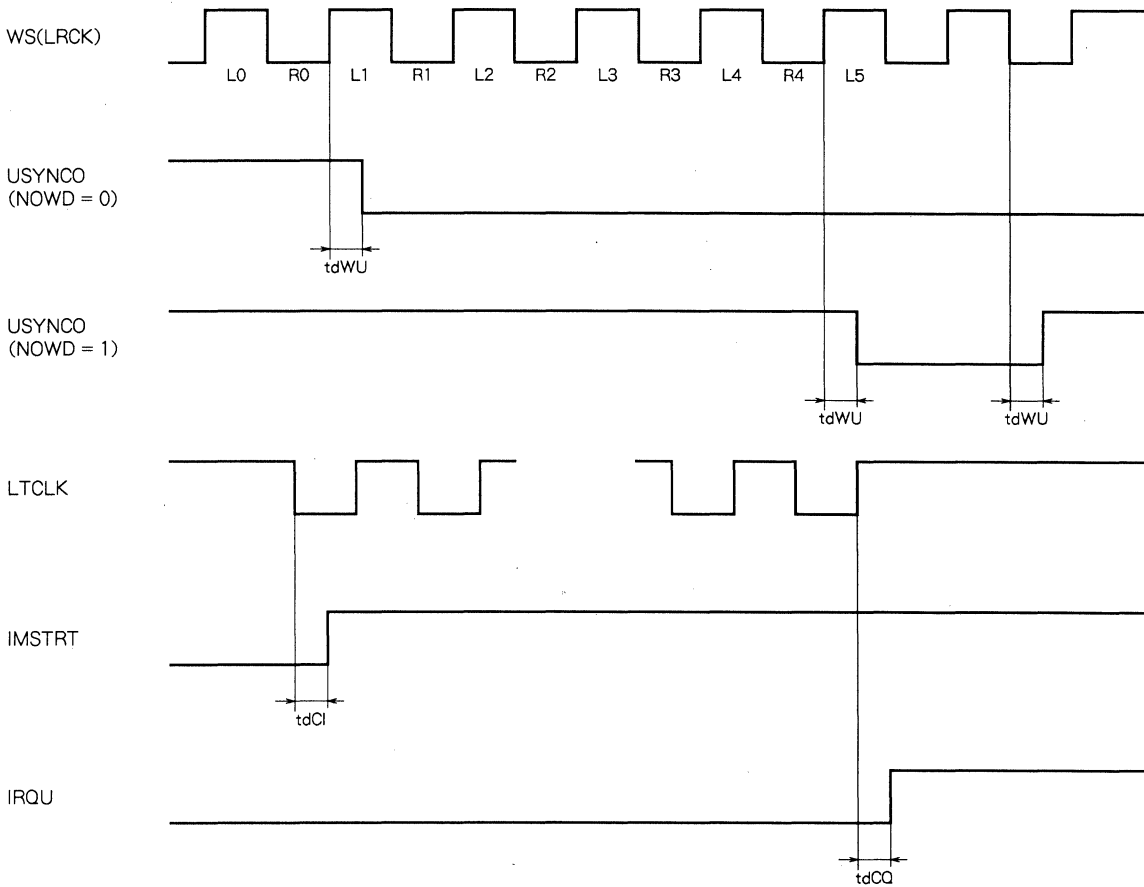 WS(LRCK)
L0 R0 L1 R1 L2 R2 L3 R3 L4 R4 L5
USYNCO
(NOWD = 0)
tdWU
USYNCO
(NOWD = 1)
tdWU tdWU
LTCLK
IMSTRT
tdCI
IRQU
tdCQ